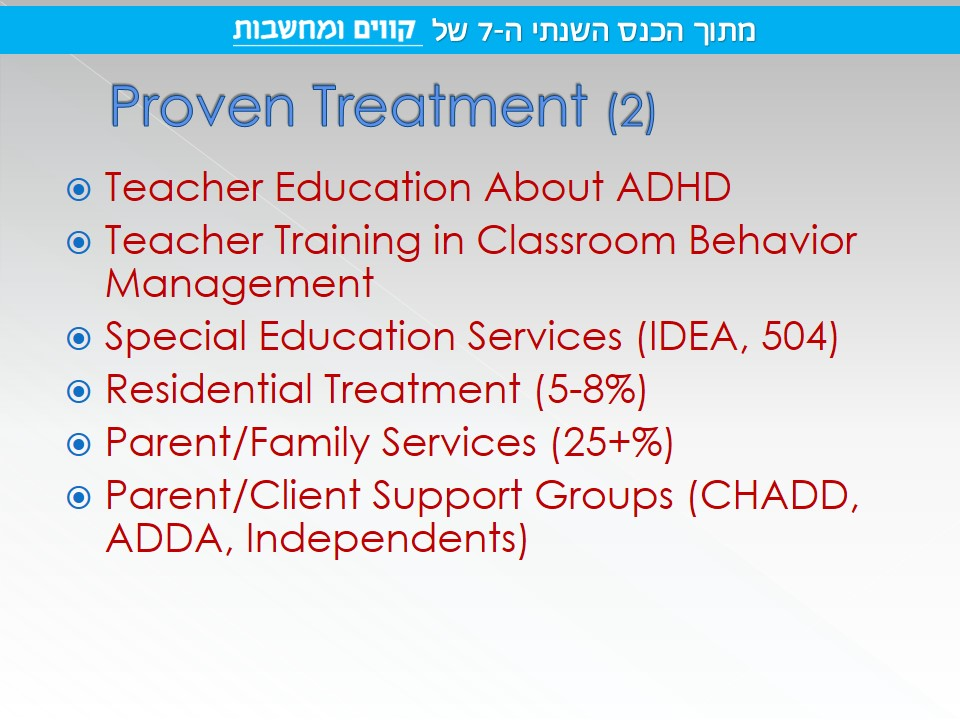 מתוך הכנס השנתי ה-7 של קווים ומחשבות
Proven Treatment (2)
Teacher Education About ADHD
Teacher Training in Classroom Behavior
Management
Special Education Services (IDEA, 504)
Residential Treatment (5-8%)
Parent/Family Services (25+%)
Parent/Client Support Groups (CHADD,
ADDA, Independents)